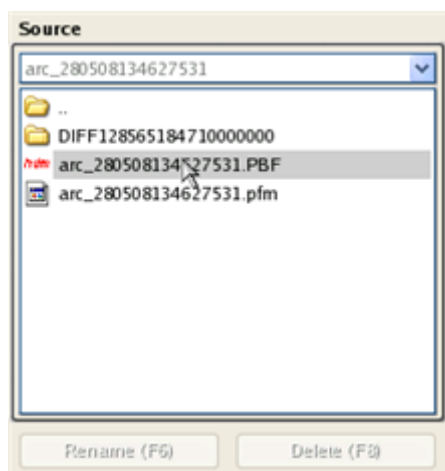 Source
arc_280508134627531
..
DIFF128565184710000000
arc_280508134627531.PBF
arc_280508134627531.pfm
Rename (F6)
Delete (F8)